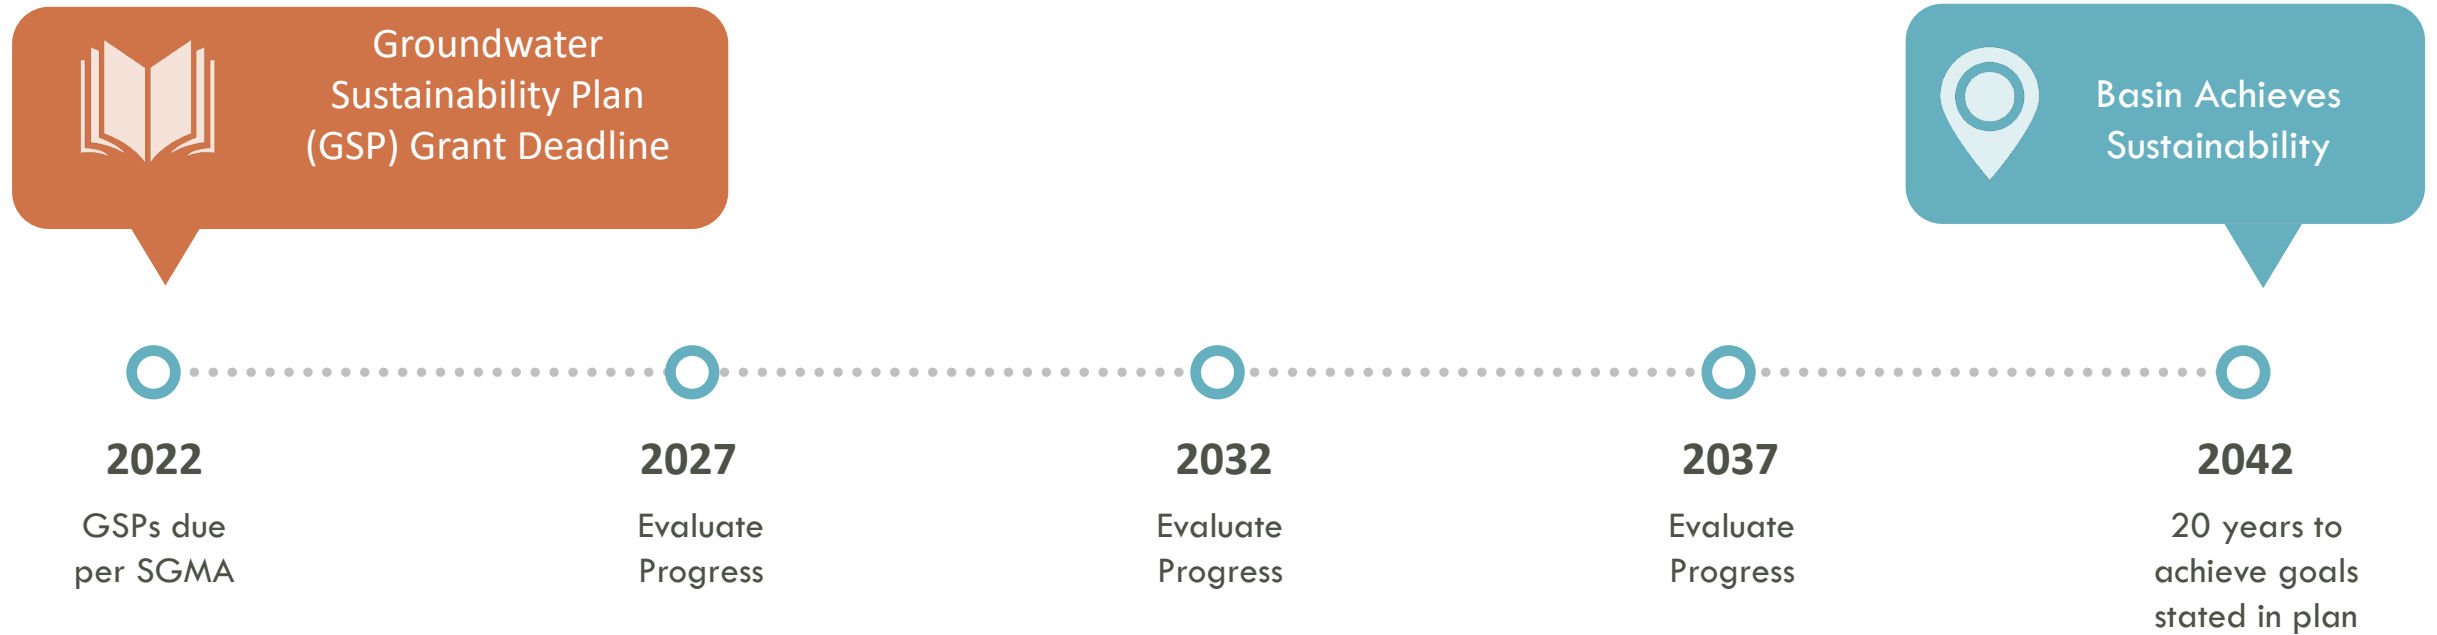 Groundwater
Sustainability Plan
(GSP) Grant Deadline
Basin Achieves
Sustainability
2022
GSPs due
per SGMA
2027
Evaluate
Progress
2032
Evaluate
Progress
2037
Evaluate
Progress
2042
20 years to
achieve goals
stated in plan